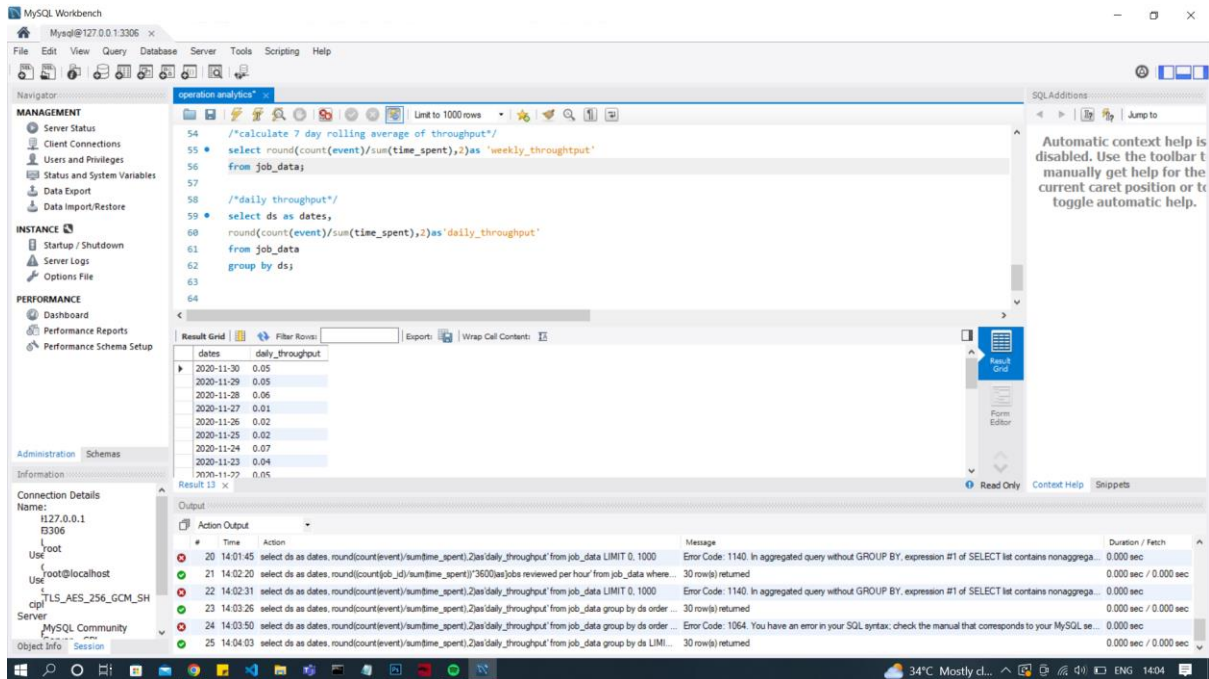 MySQL Workbench
Mysql@127.0.0.1:3306 ×
File Edit View Query Database Server Tools Scripting Help
Navigator
MANAGEMENT
Server Status
Client Connections
Users and Privileges
Status and System Variables
Data Export
Data Import/Restore
INSTANCE
Startup / Shutdown
Server Logs
Options File
PERFORMANCE
Dashboard
Performance Reports
Performance Schema Setup
Administration Schemas
Information
Connection Details
Name:
127.0.0.1
3306
root
Use
root@localhost
Use
TLS_AES_256_GCM_SH
cipl
Server
MySQL Community
Object Info Session
operation analytics* ×
Limit to 1000 rows
54 /*calculate 7 day rolling average of throughput*/
55 select round(count(event)/sum(time_spent),2)as 'weekly_throughtput'
56 from job_data;
57
58 /*daily throughput*/
59 select ds as dates,
60 round(count(event)/sum(time_spent),2)as'daily_throughput'
61 from job_data
62 group by ds;
63
64
Result Grid Filter Rows: Export: Wrap Cell Content:
dates daily_throughput
2020-11-30 0.05
2020-11-29 0.05
2020-11-28 0.06
2020-11-27 0.01
2020-11-26 0.02
2020-11-25 0.02
2020-11-24 0.07
2020-11-23 0.04
2020-11-22 0.05
Result Grid
Form Editor
Result 13 × Read Only
SQLAdditions
Jump to
Automatic context help is
disabled. Use the toolbar t
manually get help for the
current caret position or to
toggle automatic help.
Context Help Snippets
Output
Action Output
# Time Action Message Duration / Fetch
20 14:01:45 select ds as dates, round(count(event)/sum(time_spent),2)as'daily_throughput' from job_data LIMIT 0, 1000 Error Code: 1140. In aggregated query without GROUP BY, expression #1 of SELECT list contains nonaggrega... 0.000 sec
21 14:02:20 select ds as dates, round((count(job_id)/sum(time_spent))*3600)as'jobs reviewed per hour' from job_data where... 30 row(s) returned 0.000 sec / 0.000 sec
22 14:02:31 select ds as dates, round(count(event)/sum(time_spent),2)as'daily_throughput' from job_data LIMIT 0, 1000 Error Code: 1140. In aggregated query without GROUP BY, expression #1 of SELECT list contains nonaggrega... 0.000 sec
23 14:03:26 select ds as dates, round(count(event)/sum(time_spent),2)as'daily_throughput' from job_data group by ds order ... 30 row(s) returned 0.000 sec / 0.000 sec
24 14:03:50 select ds as dates, round(count(event)/sum(time_spent),2)as'daily_throughput' from job_data group by ds order ... Error Code: 1064. You have an error in your SQL syntax; check the manual that corresponds to your MySQL se... 0.000 sec
25 14:04:03 select ds as dates, round(count(event)/sum(time_spent),2)as'daily_throughput' from job_data group by ds LIMI... 30 row(s) returned 0.000 sec / 0.000 sec
34°C Mostly cl... ENG 14:04